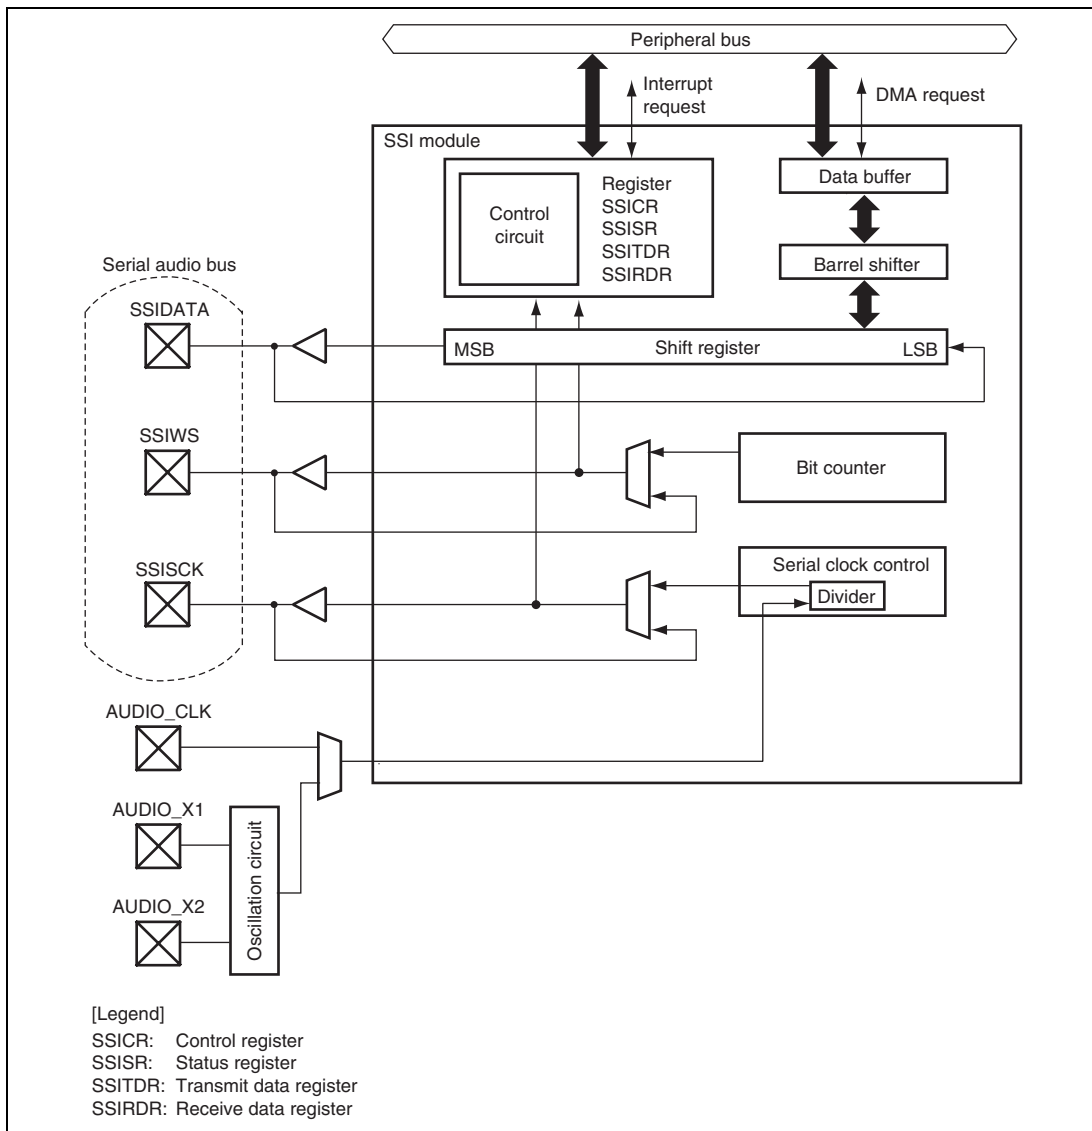 Peripheral bus
Interrupt
request
DMA request
SSI module
Register
SSICR
SSISR
SSITDR
SSIRDR
Control
circuit
Data buffer
Barrel shifter
Serial audio bus
SSIDATA
MSB
Shift register
LSB
SSIWS
Bit counter
SSISCK
Serial clock control
Divider
AUDIO_CLK
AUDIO_X1
AUDIO_X2
Oscillation circuit
[Legend]
SSICR: Control register
SSISR: Status register
SSITDR: Transmit data register
SSIRDR: Receive data register